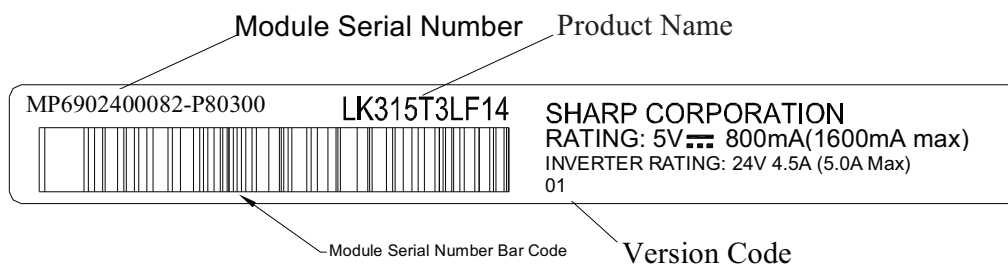 Module Serial Number Product Name
MP6902400082-P80300 LK315T3LF14
SHARP CORPORATION
RATING: 5V 800mA(1600mA max)
INVERTER RATING: 24V 4.5A (5.0A Max)
01
Module Serial Number Bar Code
Version Code